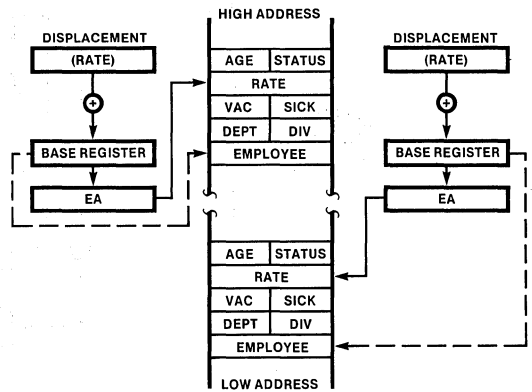 HIGH ADDRESS
DISPLACEMENT
(RATE)
BASE REGISTER
EA
AGE STATUS
RATE
VAC SICK
DEPT DIV
EMPLOYEE
DISPLACEMENT
(RATE)
BASE REGISTER
EA
AGE STATUS
RATE
VAC SICK
DEPT DIV
EMPLOYEE
LOW ADDRESS